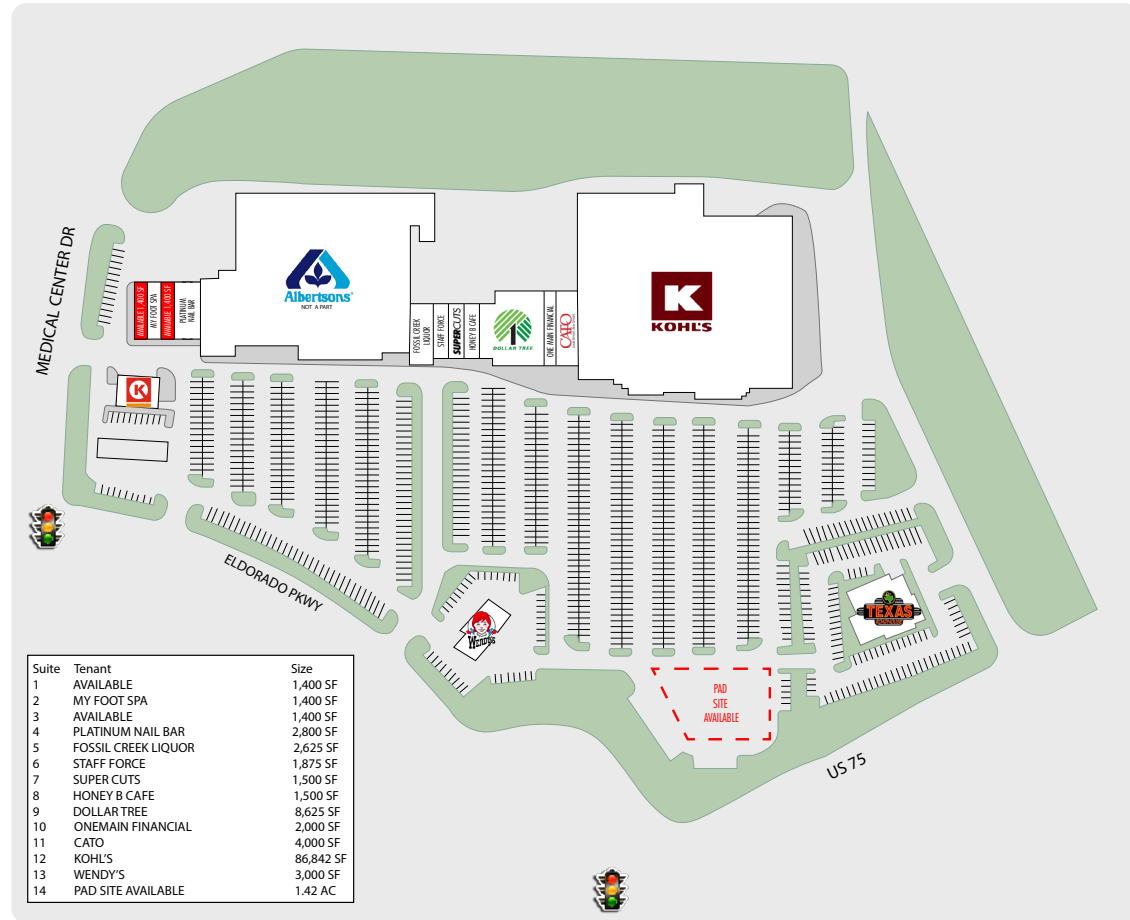 MEDICAL CENTER DR
AVAILABLE 1,400 SF
MY FOOT SPA
AVAILABLE 1,400 SF
PLATINUM
NAIL BAR
Albertsons
NOT A PART
FOSSIL CREEK
LIQUOR
STAFF FORCE
SUPERCUTS
HONEY B CAFE
DOLLAR TREE
ONE MAIN FINANCIAL
CATO
K
KOHL'S
K
ELDORADO PKWY
WENDY'S
TEXAS
ROADHOUSE
PAD
SITE
AVAILABLE
US 75
Suite Tenant Size
1 AVAILABLE 1,400 SF
2 MY FOOT SPA 1,400 SF
3 AVAILABLE 1,400 SF
4 PLATINUM NAIL BAR 2,800 SF
5 FOSSIL CREEK LIQUOR 2,625 SF
6 STAFF FORCE 1,875 SF
7 SUPER CUTS 1,500 SF
8 HONEY B CAFE 1,500 SF
9 DOLLAR TREE 8,625 SF
10 ONEMAIN FINANCIAL 2,000 SF
11 CATO 4,000 SF
12 KOHL'S 86,842 SF
13 WENDY'S 3,000 SF
14 PAD SITE AVAILABLE 1.42 AC